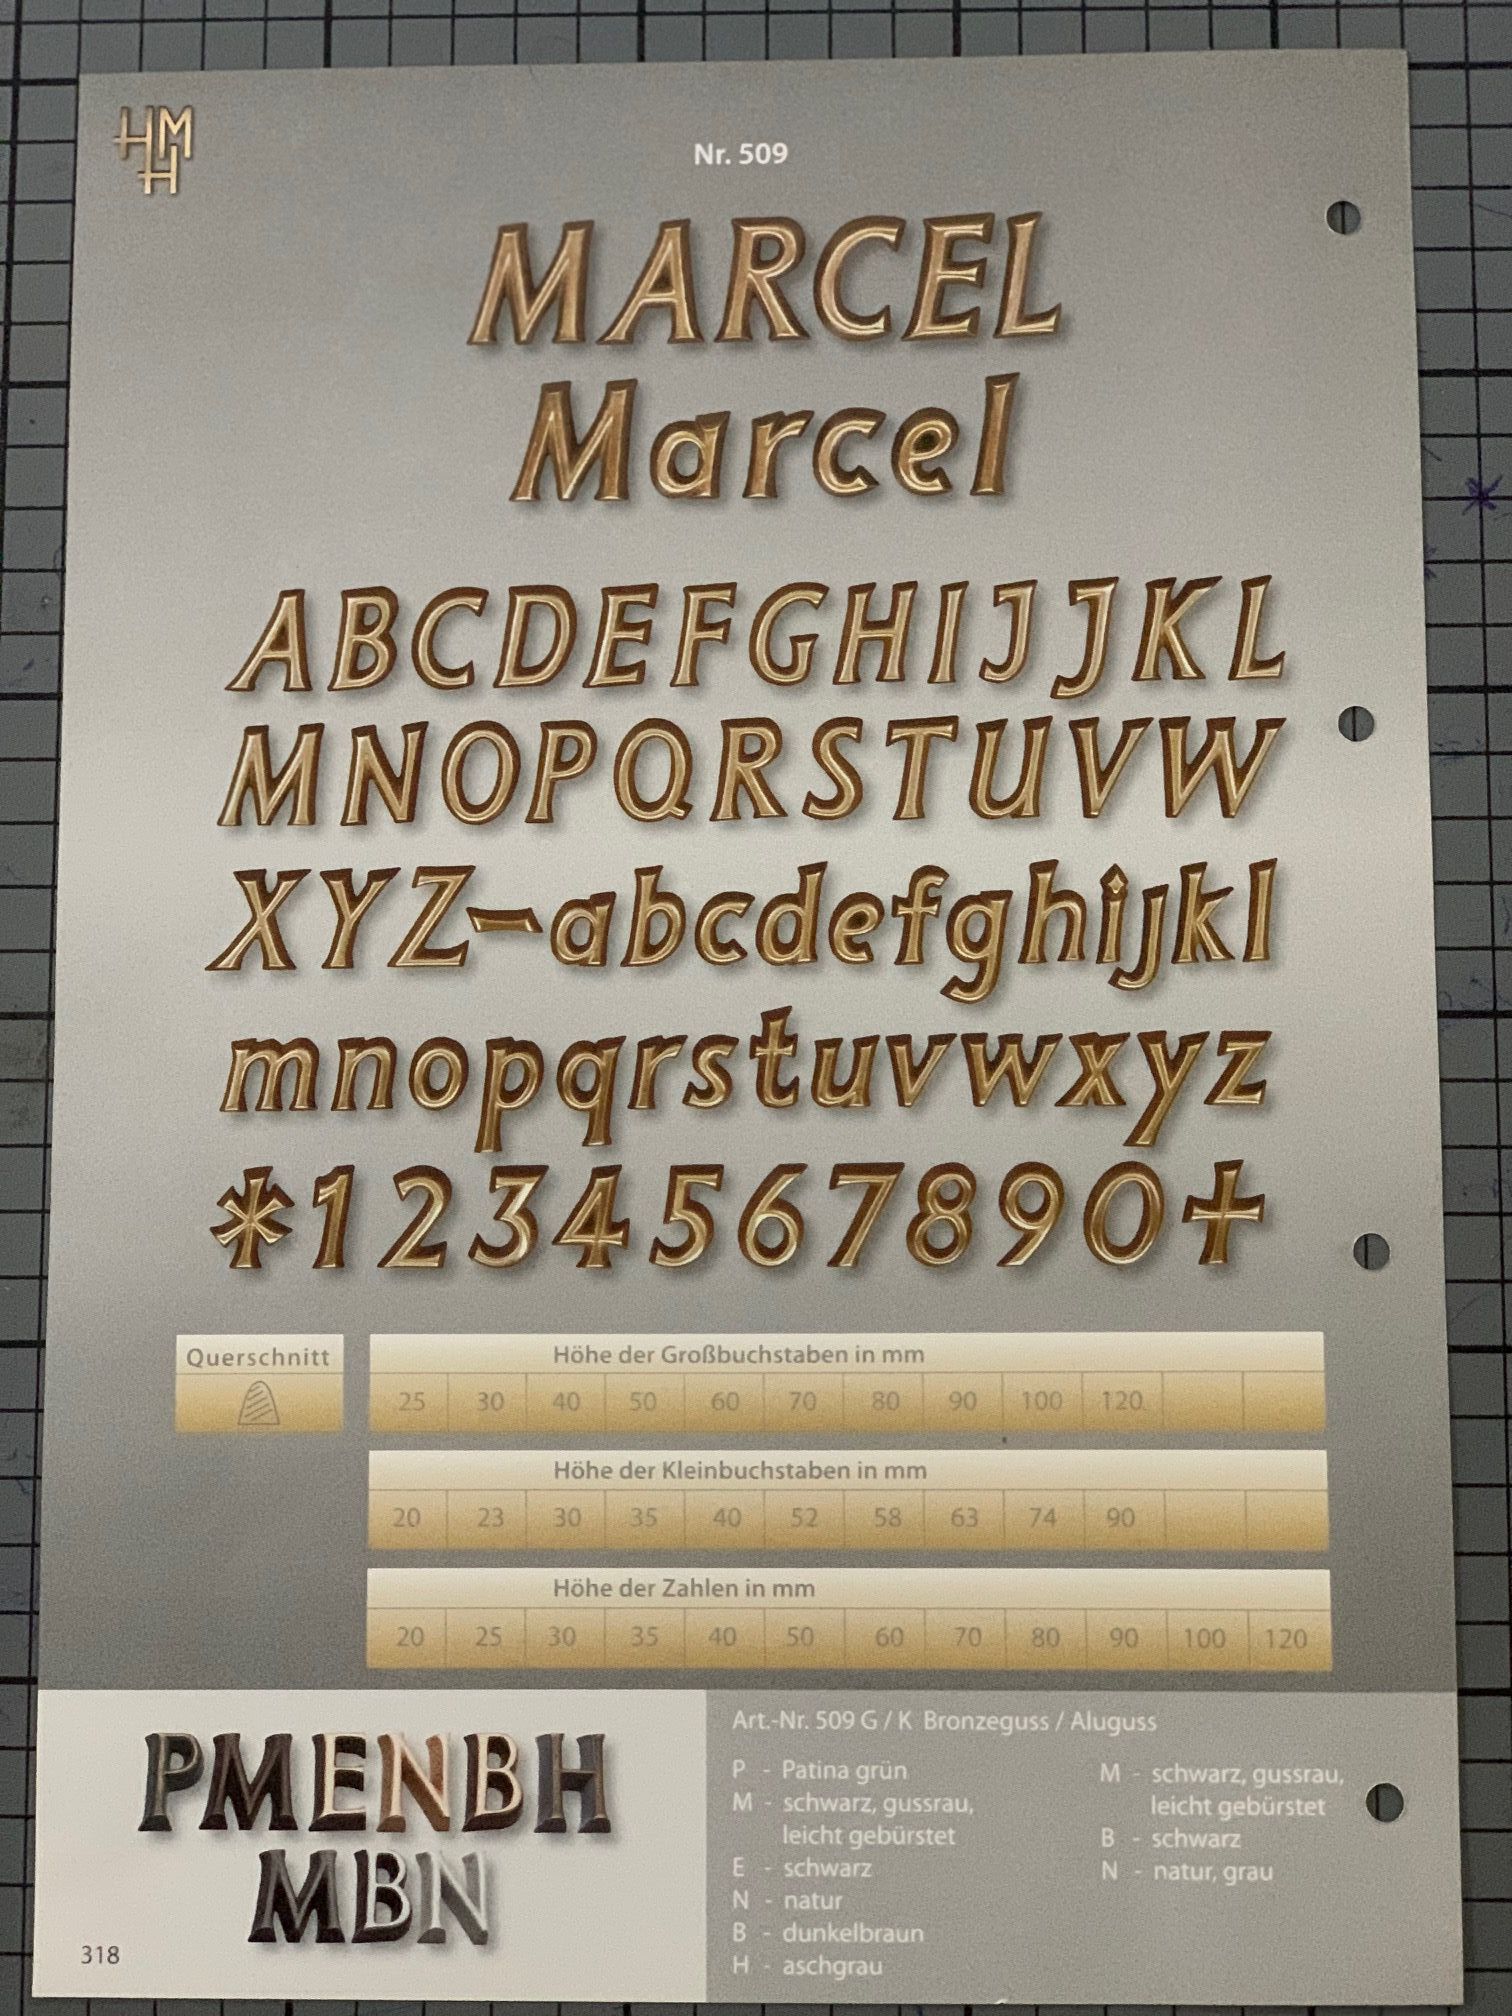 HMH
Nr. 509
MARCEL
Marcel
ABCDEFGHIJJKL
MNOPQRSTUVW
XYZ-abcdefghijkl
mnopqrstuvwxyz
*1234567890†
Querschnitt
Höhe der Großbuchstaben in mm
25 30 40 50 60 70 80 90 100 120
Höhe der Kleinbuchstaben in mm
20 23 30 35 40 52 58 63 74 90
Höhe der Zahlen in mm
20 25 30 35 40 50 60 70 80 90 100 120
PMENBH
MBN
318
Art.-Nr. 509 G / K Bronzeguss / Aluguss
P - Patina grün
M - schwarz, gussrau,
leicht gebürstet
E - schwarz
N - natur
B - dunkelbraun
H - aschgrau
M - schwarz, gussrau,
leicht gebürstet
B - schwarz
N - natur, grau